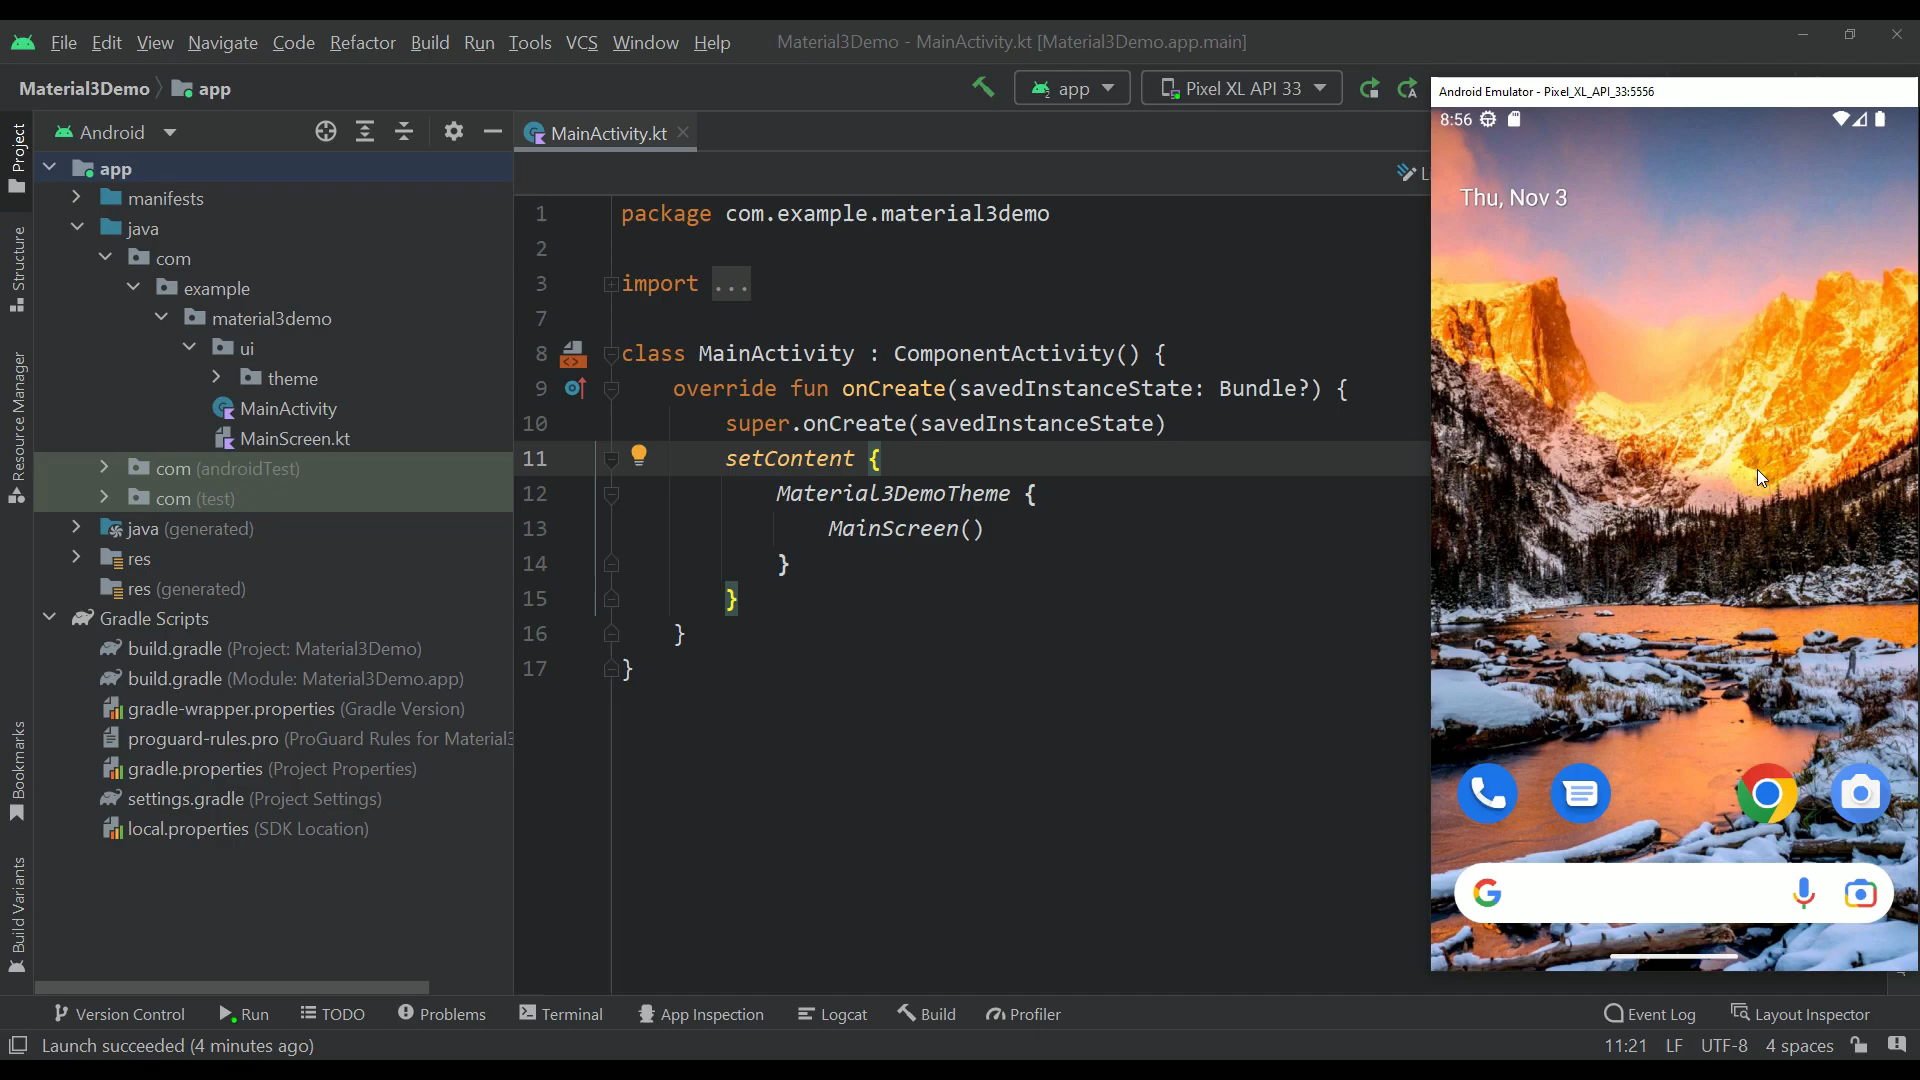 File Edit View Navigate Code Refactor Build Run Tools VCS Window Help Material3Demo - MainActivity.kt [Material3Demo.app.main]
Material3Demo app app Pixel XL API 33
Android Emulator - Pixel_XL_API_33:5556
Project
Structure
Resource Manager
Bookmarks
Build Variants
Android
app
manifests
java
com
example
material3demo
ui
theme
MainActivity
MainScreen.kt
com (androidTest)
com (test)
java (generated)
res
res (generated)
Gradle Scripts
build.gradle (Project: Material3Demo)
build.gradle (Module: Material3Demo.app)
gradle-wrapper.properties (Gradle Version)
proguard-rules.pro (ProGuard Rules for Material3
gradle.properties (Project Properties)
settings.gradle (Project Settings)
local.properties (SDK Location)
MainActivity.kt
1 package com.example.material3demo
2
3 import ...
7
8 class MainActivity : ComponentActivity() {
9 override fun onCreate(savedInstanceState: Bundle?) {
10 super.onCreate(savedInstanceState)
11 setContent {
12 Material3DemoTheme {
13 MainScreen()
14 }
15 }
16 }
17 }
8:56
Thu, Nov 3
Version Control Run TODO Problems Terminal App Inspection Logcat Build Profiler Event Log Layout Inspector
Launch succeeded (4 minutes ago) 11:21 LF UTF-8 4 spaces